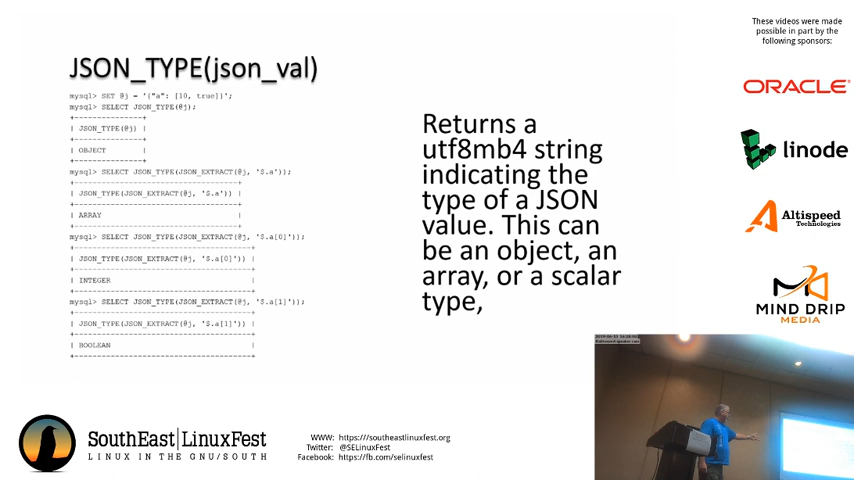 These videos were made
possible in part by the
following sponsors:
JSON_TYPE(json_val)
mysql> SET @j = '{"a": [10, true]}';
mysql> SELECT JSON_TYPE(@j);
+---------------+
| JSON_TYPE(@j) |
+---------------+
| OBJECT |
+---------------+
mysql> SELECT JSON_TYPE(JSON_EXTRACT(@j, '$.a'));
+------------------------------------+
| JSON_TYPE(JSON_EXTRACT(@j, '$.a')) |
+------------------------------------+
| ARRAY |
+------------------------------------+
mysql> SELECT JSON_TYPE(JSON_EXTRACT(@j, '$.a[0]'));
+---------------------------------------+
| JSON_TYPE(JSON_EXTRACT(@j, '$.a[0]')) |
+---------------------------------------+
| INTEGER |
+---------------------------------------+
mysql> SELECT JSON_TYPE(JSON_EXTRACT(@j, '$.a[1]'));
+---------------------------------------+
| JSON_TYPE(JSON_EXTRACT(@j, '$.a[1]')) |
+---------------------------------------+
| BOOLEAN |
+---------------------------------------+
Returns a
utf8mb4 string
indicating the
type of a JSON
value. This can
be an object, an
array, or a scalar
type,
ORACLE
linode
Altispeed
Technologies
MIND DRIP
MEDIA
SouthEast|LinuxFest
LINUX IN THE GNU/SOUTH
WWW: https:///southeastlinuxfest.org
Twitter: @SELinuxFest
Facebook: https://fb.com/selinuxfest